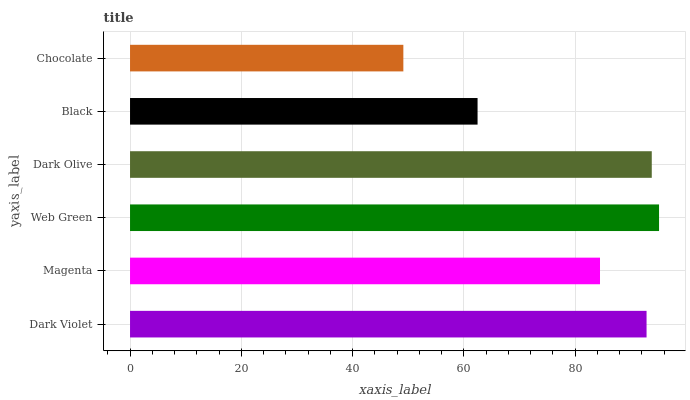 title
Chocolate
Black
Dark Olive
Web Green
Magenta
Dark Violet
yaxis_label
0 20 40 60 80
xaxis_label